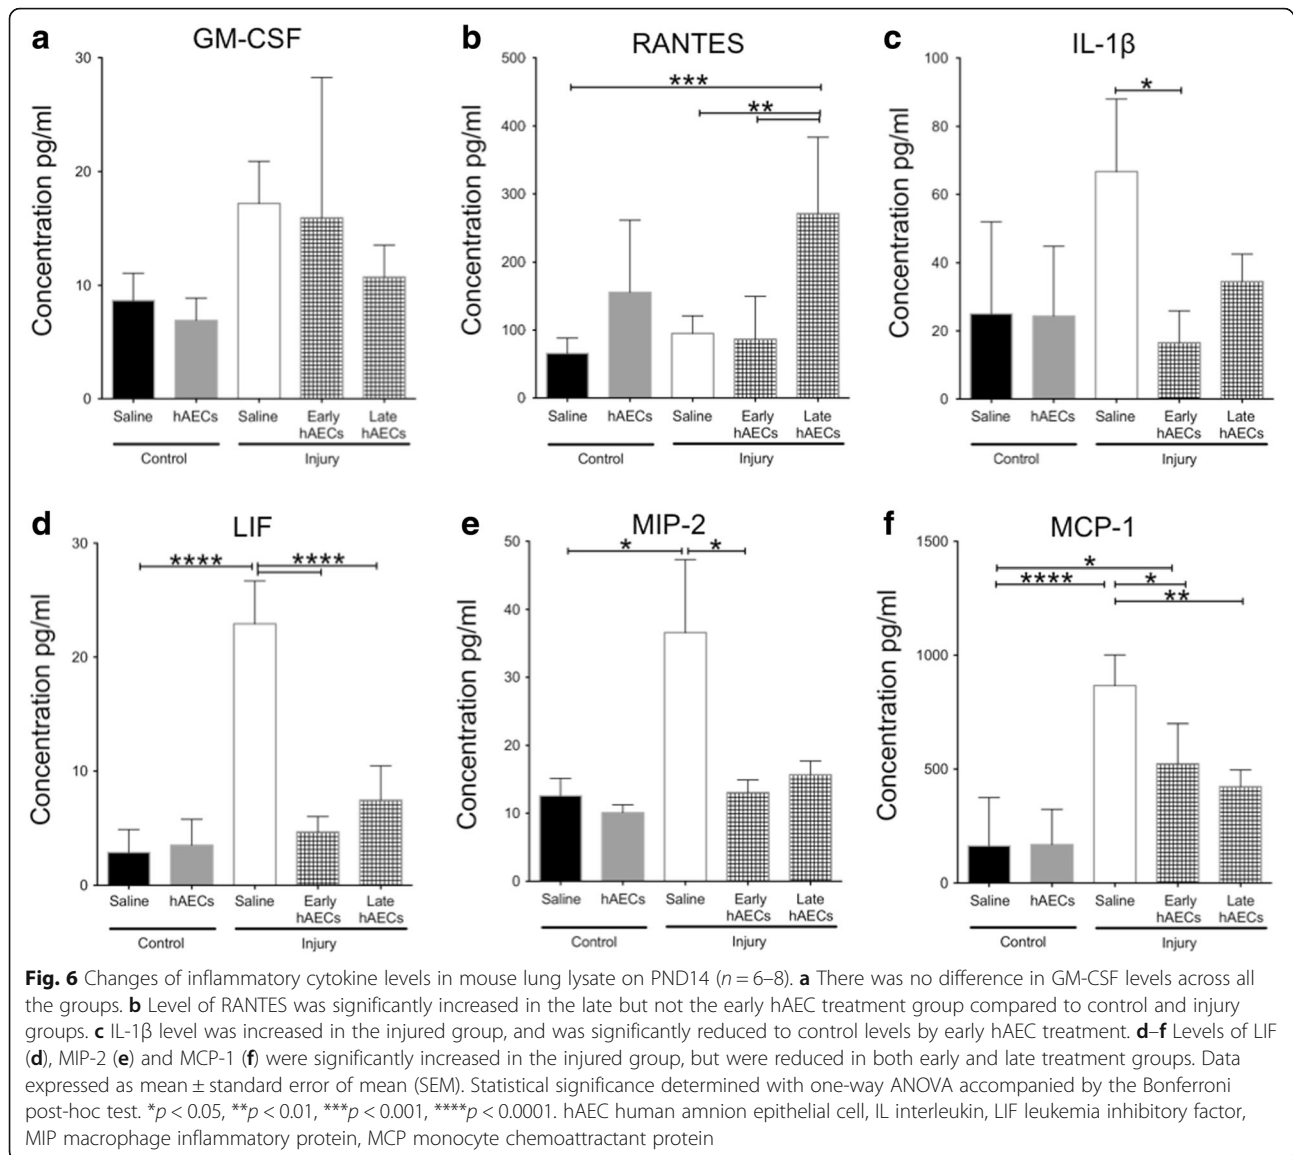 a
GM-CSF
Concentration pg/ml
30
20
10
0
Saline hAECs Saline Early hAECs Late hAECs
Control Injury
b
RANTES
Concentration pg/ml
500
400
300
200
100
0
***
**
Saline hAECs Saline Early hAECs Late hAECs
Control Injury
c
IL-1β
Concentration pg/ml
100
80
60
40
20
0
*
Saline hAECs Saline Early hAECs Late hAECs
Control Injury
d
LIF
Concentration pg/ml
30
20
10
0
**** ****
Saline hAECs Saline Early hAECs Late hAECs
Control Injury
e
MIP-2
Concentration pg/ml
50
40
30
20
10
0
* *
Saline hAECs Saline Early hAECs Late hAECs
Control Injury
f
MCP-1
Concentration pg/ml
1500
1000
500
0
*
**** *
**
Saline hAECs Saline Early hAECs Late hAECs
Control Injury
Fig. 6 Changes of inflammatory cytokine levels in mouse lung lysate on PND14 (n = 6–8). a There was no difference in GM-CSF levels across all
the groups. b Level of RANTES was significantly increased in the late but not the early hAEC treatment group compared to control and injury
groups. c IL-1β level was increased in the injured group, and was significantly reduced to control levels by early hAEC treatment. d–f Levels of LIF
(d), MIP-2 (e) and MCP-1 (f) were significantly increased in the injured group, but were reduced in both early and late treatment groups. Data
expressed as mean ± standard error of mean (SEM). Statistical significance determined with one-way ANOVA accompanied by the Bonferroni
post-hoc test. *p < 0.05, **p < 0.01, ***p < 0.001, ****p < 0.0001. hAEC human amnion epithelial cell, IL interleukin, LIF leukemia inhibitory factor,
MIP macrophage inflammatory protein, MCP monocyte chemoattractant protein